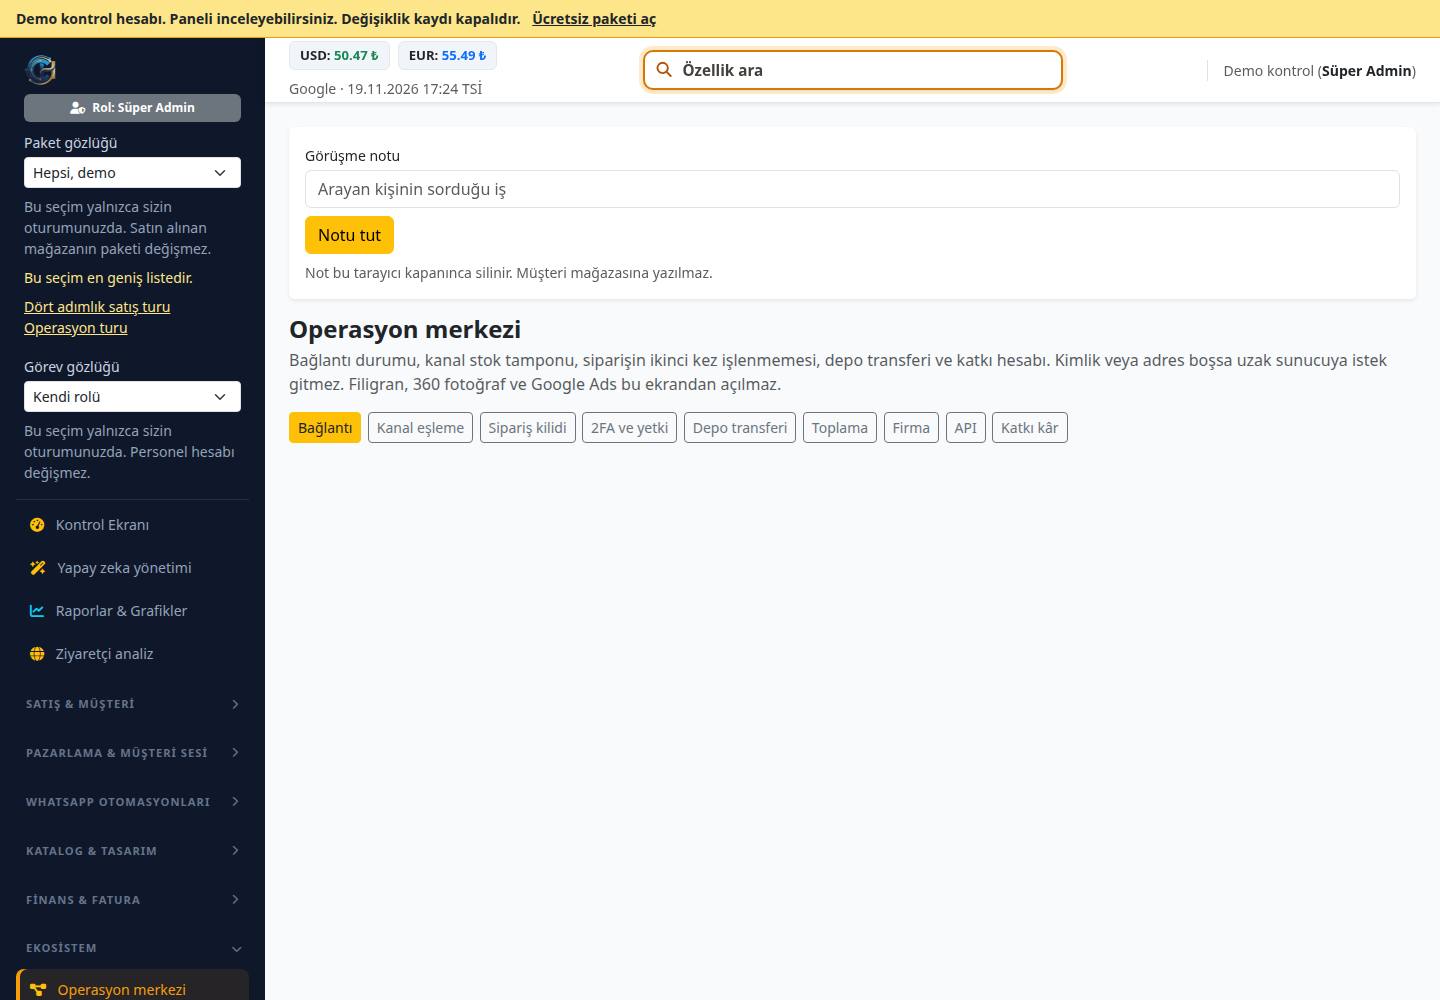 Demo kontrol hesabı. Paneli inceleyebilirsiniz. Değişiklik kaydı kapalıdır. Ücretsiz paketi aç
Rol: Süper Admin
Paket gözlüğü
Hepsi, demo
Bu seçim yalnızca sizin
oturumunuzda. Satın alınan
mağazanın paketi değişmez.
Bu seçim en geniş listedir.
Dört adımlık satış turu
Operasyon turu
Görev gözlüğü
Kendi rolü
Bu seçim yalnızca sizin
oturumunuzda. Personel hesabı
değişmez.
Kontrol Ekranı
Yapay zeka yönetimi
Raporlar & Grafikler
Ziyaretçi analiz
SATIŞ & MÜŞTERİ
PAZARLAMA & MÜŞTERİ SESİ
WHATSAPP OTOMASYONLARI
KATALOG & TASARIM
FİNANS & FATURA
EKOSİSTEM
Operasyon merkezi
USD: 50.47 ₺ EUR: 55.49 ₺
Google · 19.11.2026 17:24 TSİ
Özellik ara
Demo kontrol (Süper Admin)
Görüşme notu
Arayan kişinin sorduğu iş
Notu tut
Not bu tarayıcı kapanınca silinir. Müşteri mağazasına yazılmaz.
Operasyon merkezi
Bağlantı durumu, kanal stok tamponu, siparişin ikinci kez işlenmemesi, depo transferi ve katkı hesabı. Kimlik veya adres boşsa uzak sunucuya istek
gitmez. Filigran, 360 fotoğraf ve Google Ads bu ekrandan açılmaz.
Bağlantı Kanal eşleme Sipariş kilidi 2FA ve yetki Depo transferi Toplama Firma API Katkı kâr